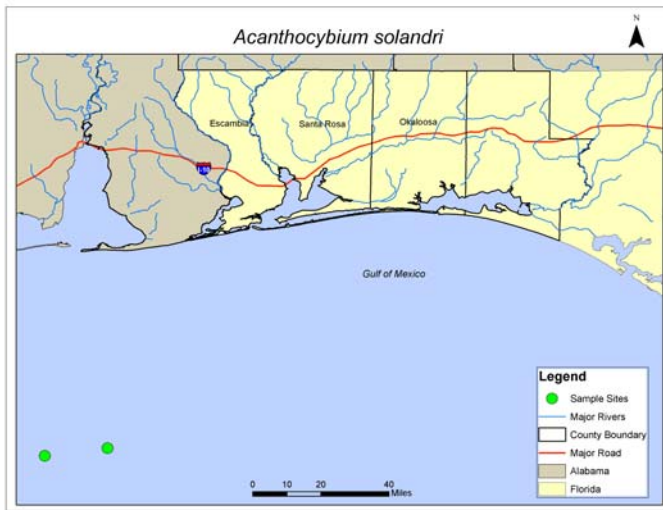 N
Acanthocybium solandri
Escambia
Santa Rosa
Okaloosa
I-10
Gulf of Mexico
Legend
Sample Sites
Major Rivers
County Boundary
Major Road
Alabama
Florida
0 10 20 40
Miles